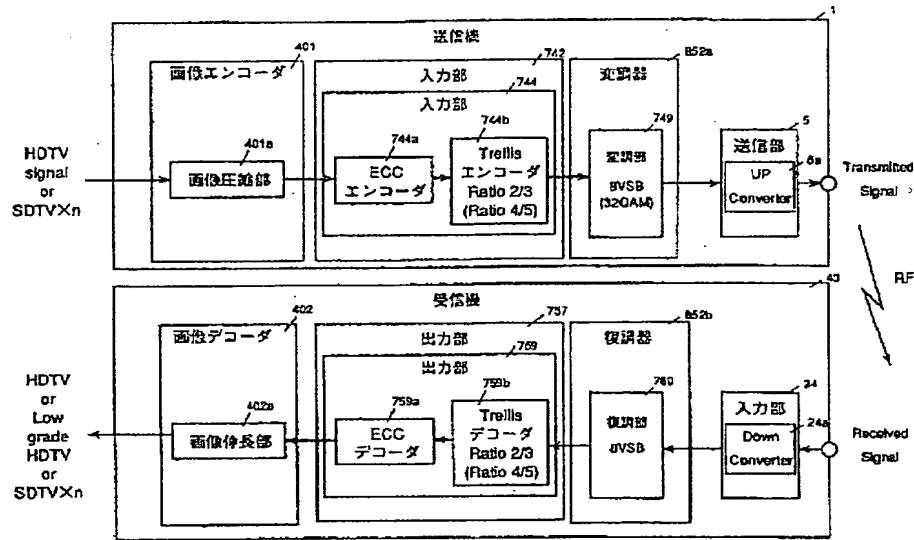 1
送信機
401
画像エンコーダ
742
入力部
852a
変調器
744
入力部
HDTV
signal
or
SDTV×n
401a
画像圧縮部
744a
ECC
エンコーダ
744b
Trellis
エンコーダ
Ratio 2/3
(Ratio 4/5)
749
変調部
8VSB
(32QAM)
5
送信部
6a
UP
Converter
Transmitted
Signal
RF
43
受信機
402
画像デコーダ
757
出力部
852b
復調器
759
出力部
HDTV
or
Low
grade
HDTV
or
SDTV×n
402a
画像伸長部
759a
ECC
デコーダ
759b
Trellis
デコーダ
Ratio 2/3
(Ratio 4/5)
760
復調部
8VSB
24
入力部
24a
Down
Converter
Received
Signal